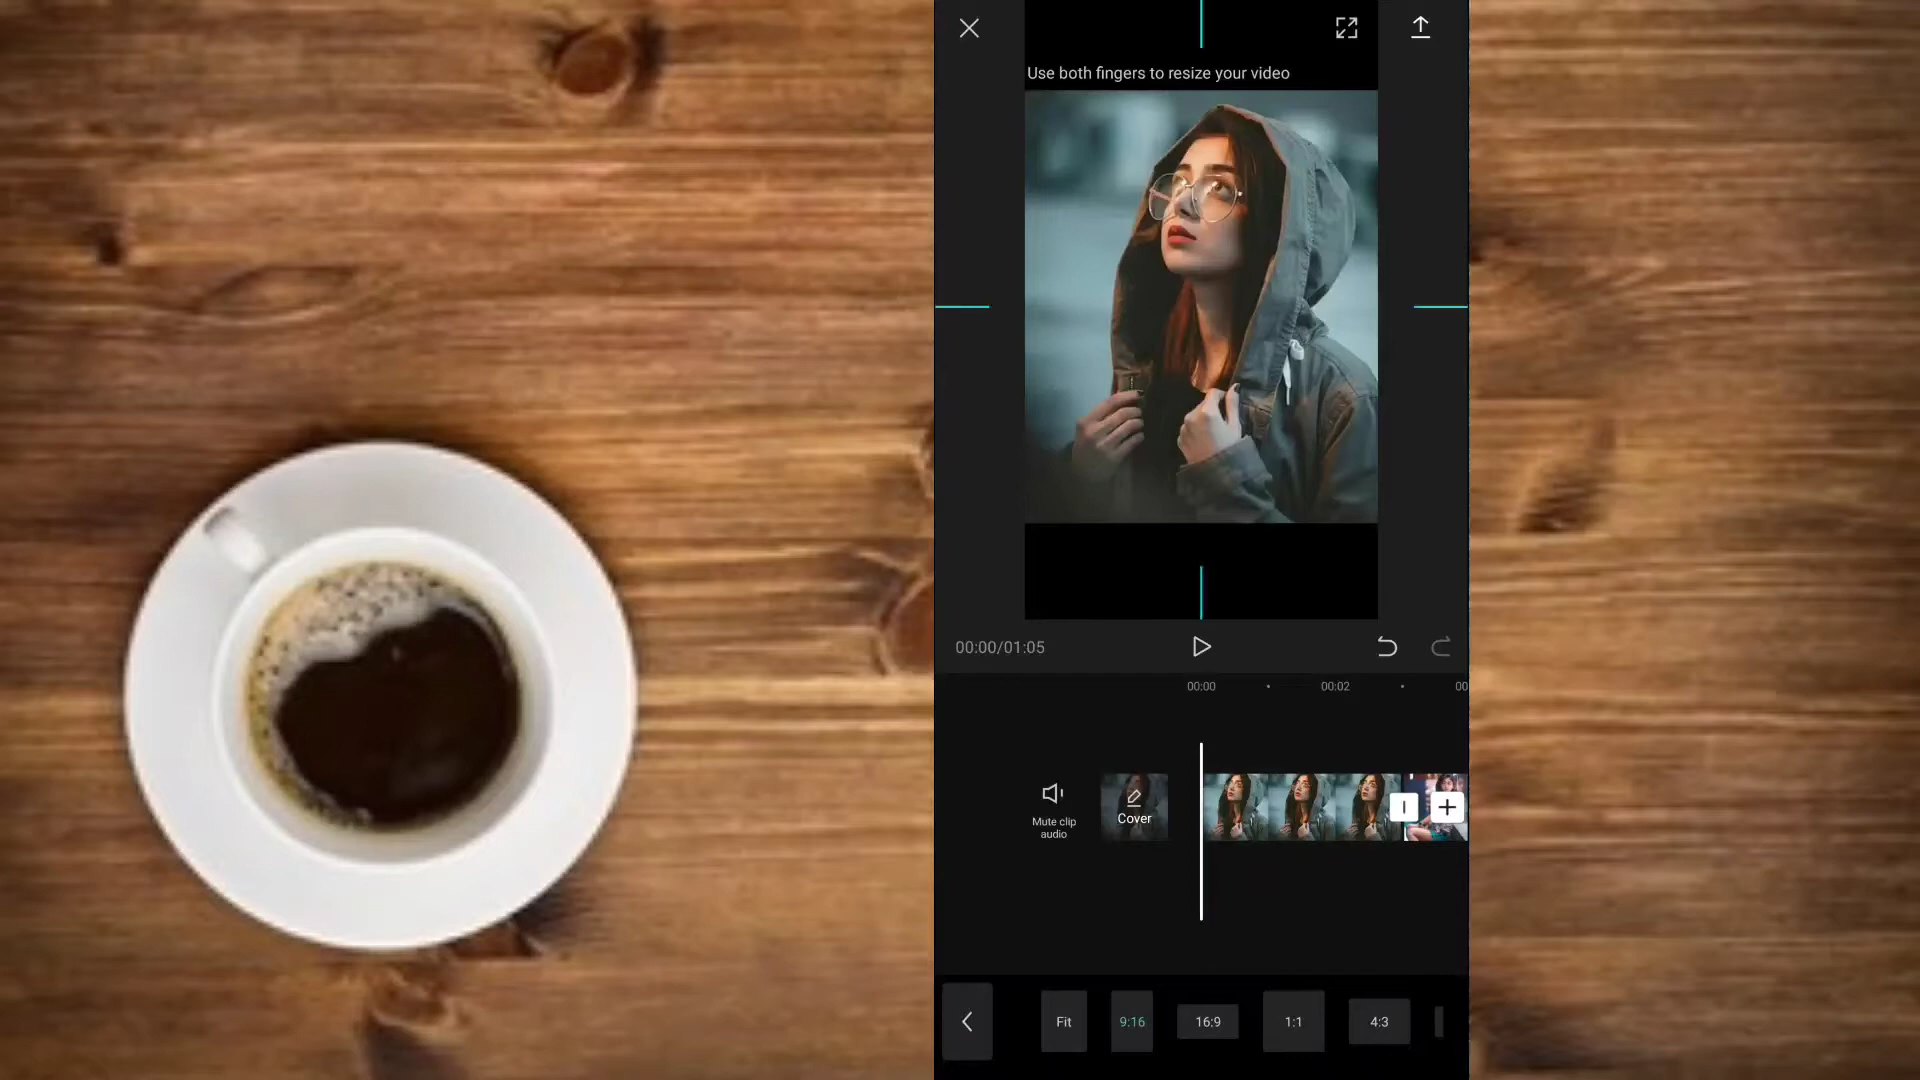 Use both fingers to resize your video
00:00/01:05
00:00
00:02
00
Mute clip
audio
Cover
Fit
9:16
16:9
1:1
4:3